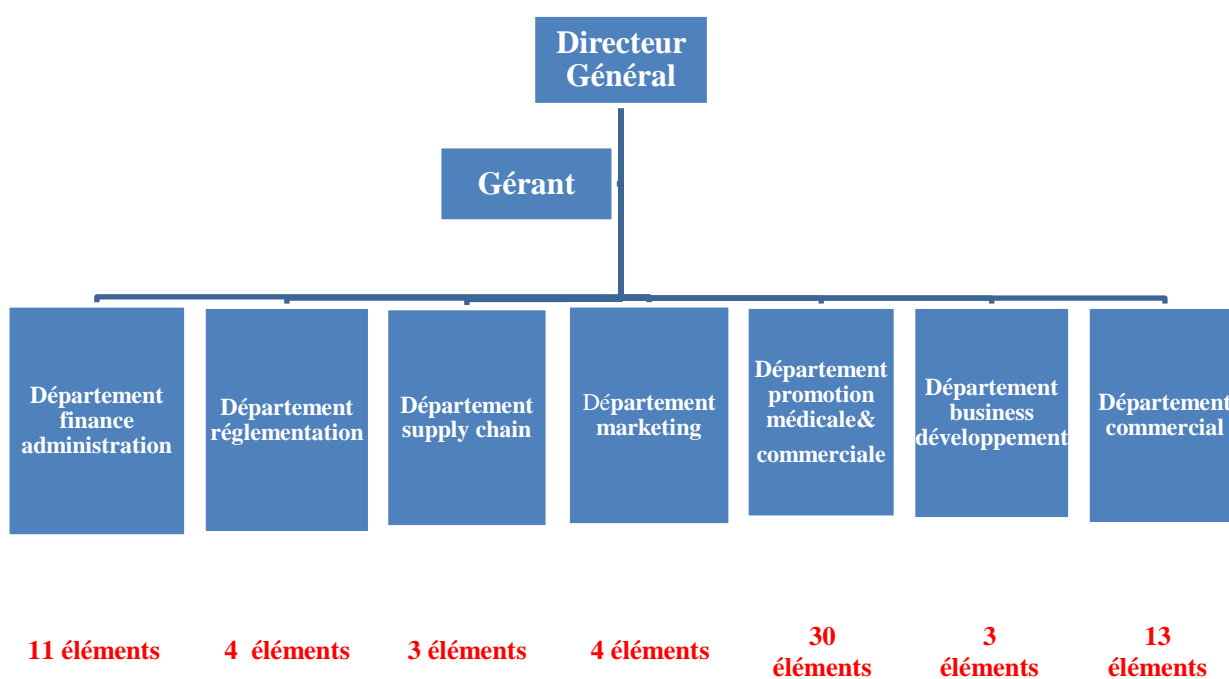 Directeur
Général
Gérant
Département
finance
administration
Département
réglementation
Département
supply chain
Département
marketing
Département
promotion
médicale&
commerciale
Département
business
développement
Département
commercial
11 éléments
4 éléments
3 éléments
4 éléments
30
éléments
3
éléments
13
éléments